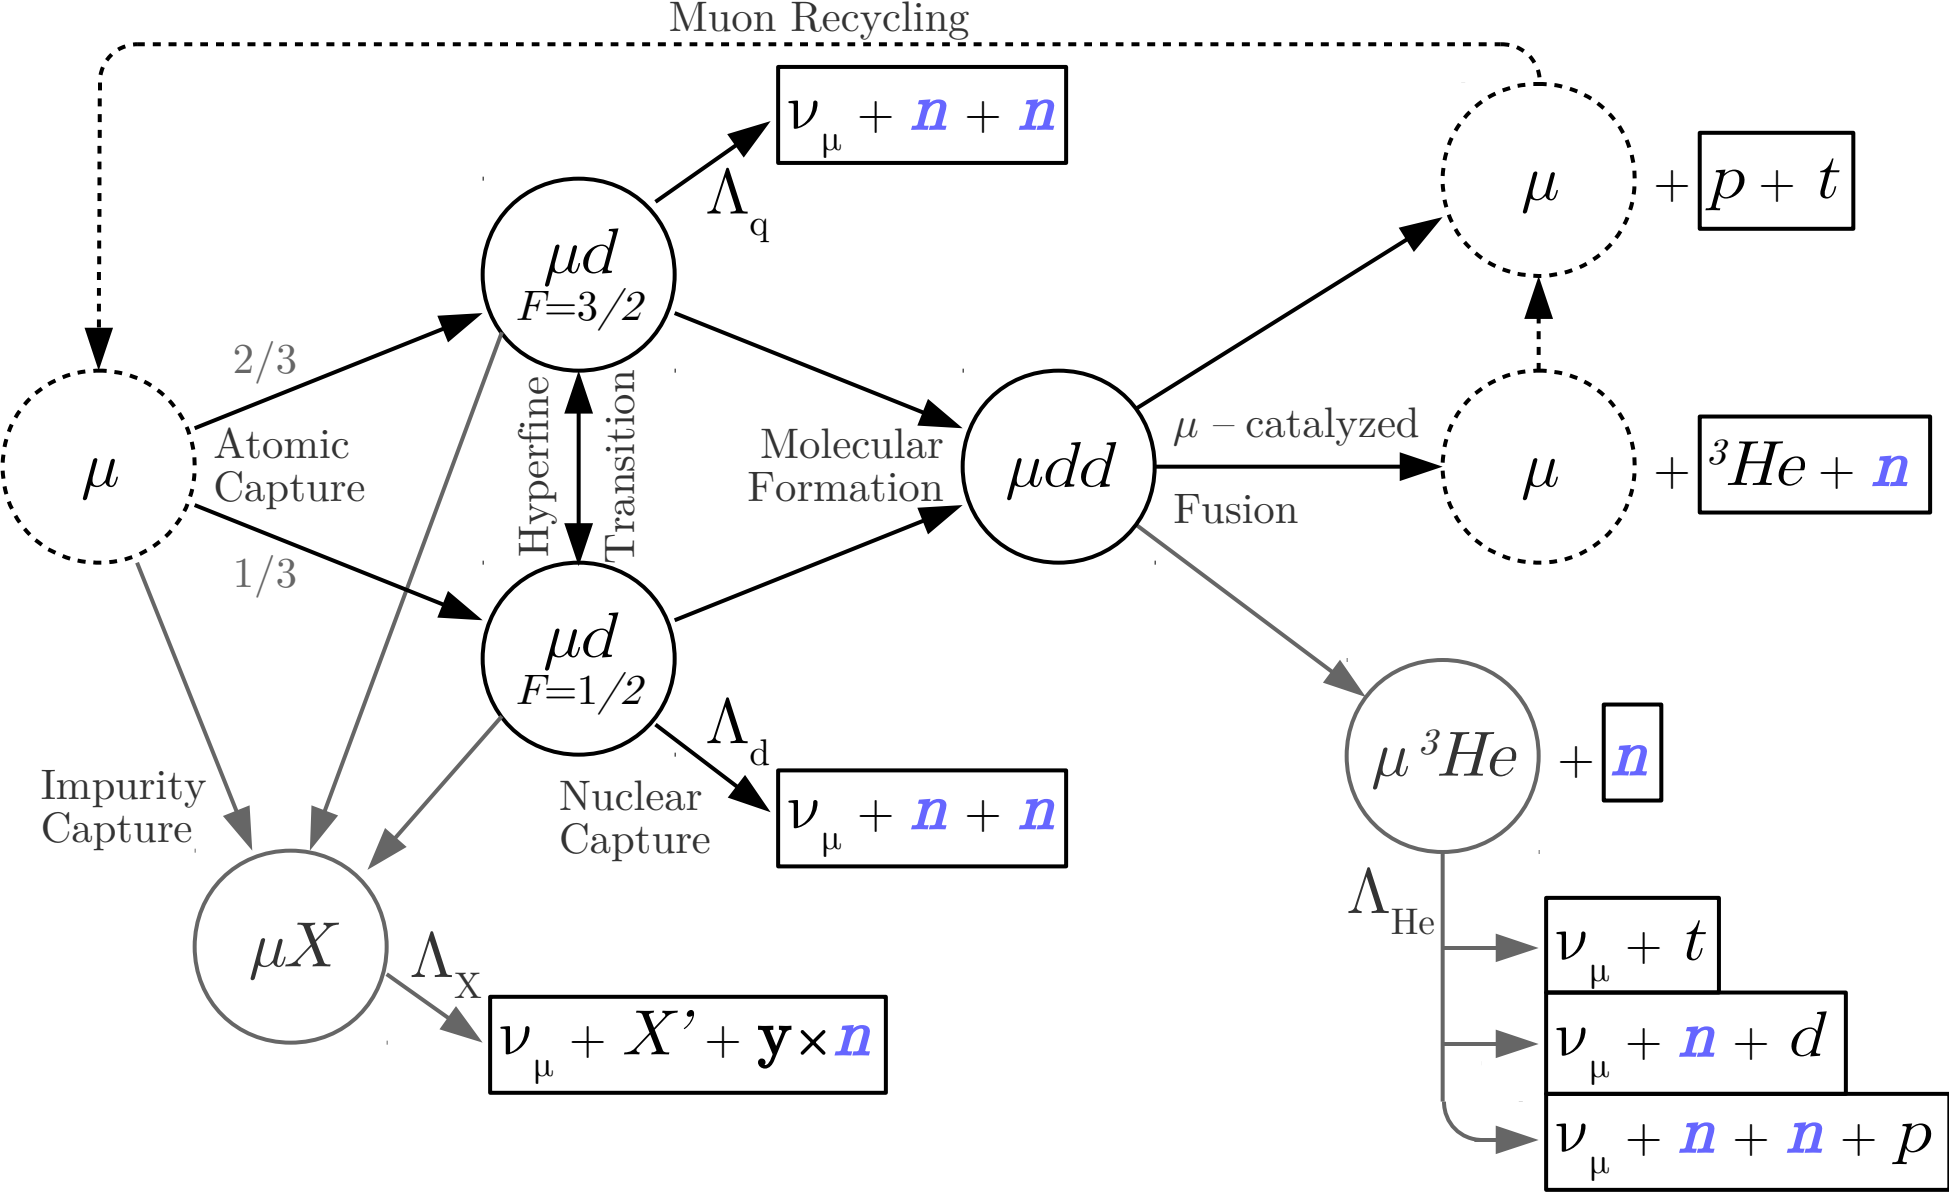 Muon Recycling
ν_μ + n + n
Λ_q
μ
+ p + t
μd
F=3/2
2/3
Hyperfine
Transition
μ
Atomic
Capture
Molecular
Formation
μdd
μ – catalyzed
Fusion
μ
+ ³He + n
1/3
μd
F=1/2
Λ_d
Nuclear
Capture
ν_μ + n + n
μ ³He
+ n
Impurity
Capture
Λ_He
μX
Λ_X
ν_μ + X' + y×n
ν_μ + t
ν_μ + n + d
ν_μ + n + n + p